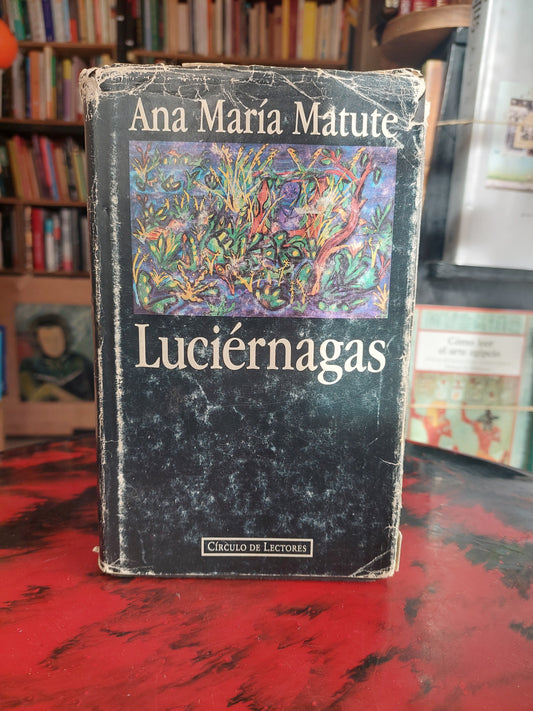 Ana María Matute
Luciérnagas
CÍRCULO DE LECTORES
Cómo leer
el arte egipcio